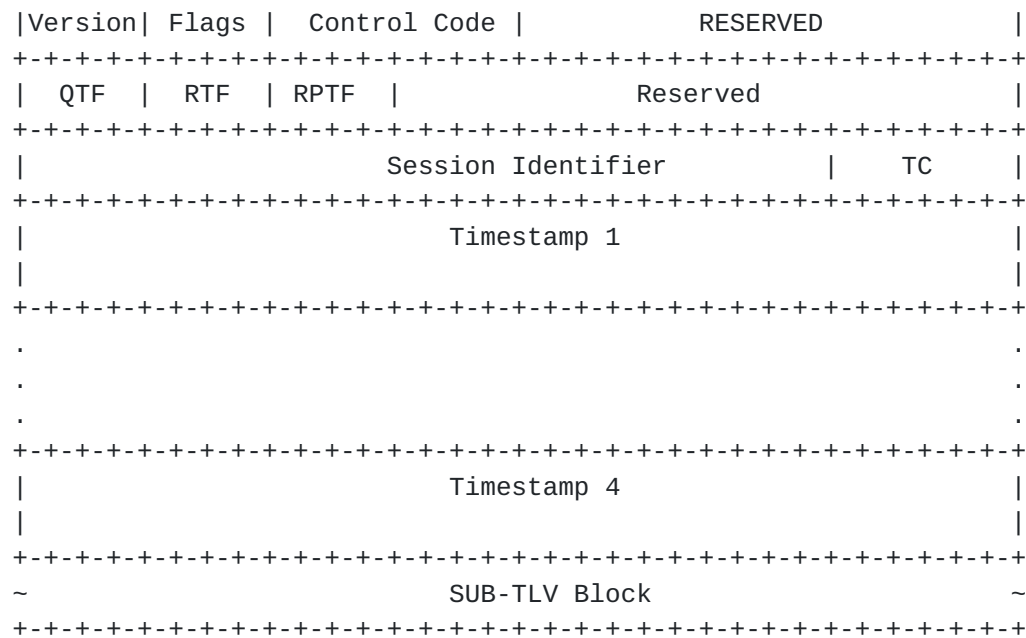 |Version| Flags |  Control Code |           RESERVED            |
+-+-+-+-+-+-+-+-+-+-+-+-+-+-+-+-+-+-+-+-+-+-+-+-+-+-+-+-+-+-+-+-+
|  QTF  |  RTF  | RPTF  |               Reserved                |
+-+-+-+-+-+-+-+-+-+-+-+-+-+-+-+-+-+-+-+-+-+-+-+-+-+-+-+-+-+-+-+-+
|                       Session Identifier          |    TC     |
+-+-+-+-+-+-+-+-+-+-+-+-+-+-+-+-+-+-+-+-+-+-+-+-+-+-+-+-+-+-+-+-+
|                           Timestamp 1                         |
|                                                               |
+-+-+-+-+-+-+-+-+-+-+-+-+-+-+-+-+-+-+-+-+-+-+-+-+-+-+-+-+-+-+-+-+
.                                                               .
.                                                               .
.                                                               .
+-+-+-+-+-+-+-+-+-+-+-+-+-+-+-+-+-+-+-+-+-+-+-+-+-+-+-+-+-+-+-+-+
|                           Timestamp 4                         |
|                                                               |
+-+-+-+-+-+-+-+-+-+-+-+-+-+-+-+-+-+-+-+-+-+-+-+-+-+-+-+-+-+-+-+-+
~                           SUB-TLV Block                       ~
+-+-+-+-+-+-+-+-+-+-+-+-+-+-+-+-+-+-+-+-+-+-+-+-+-+-+-+-+-+-+-+-+